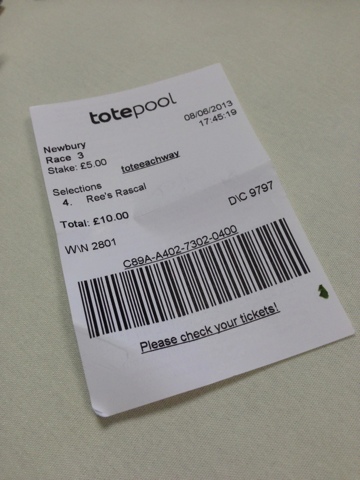 totepool
08/06/2013
17:45:19
Newbury
Race 3
Stake: £5.00
toteeachway
Selections
4. Ree's Rascal
Total: £10.00
D\C 9797
W\N 2801
C89A-A402-7302-0400
Please check your tickets!